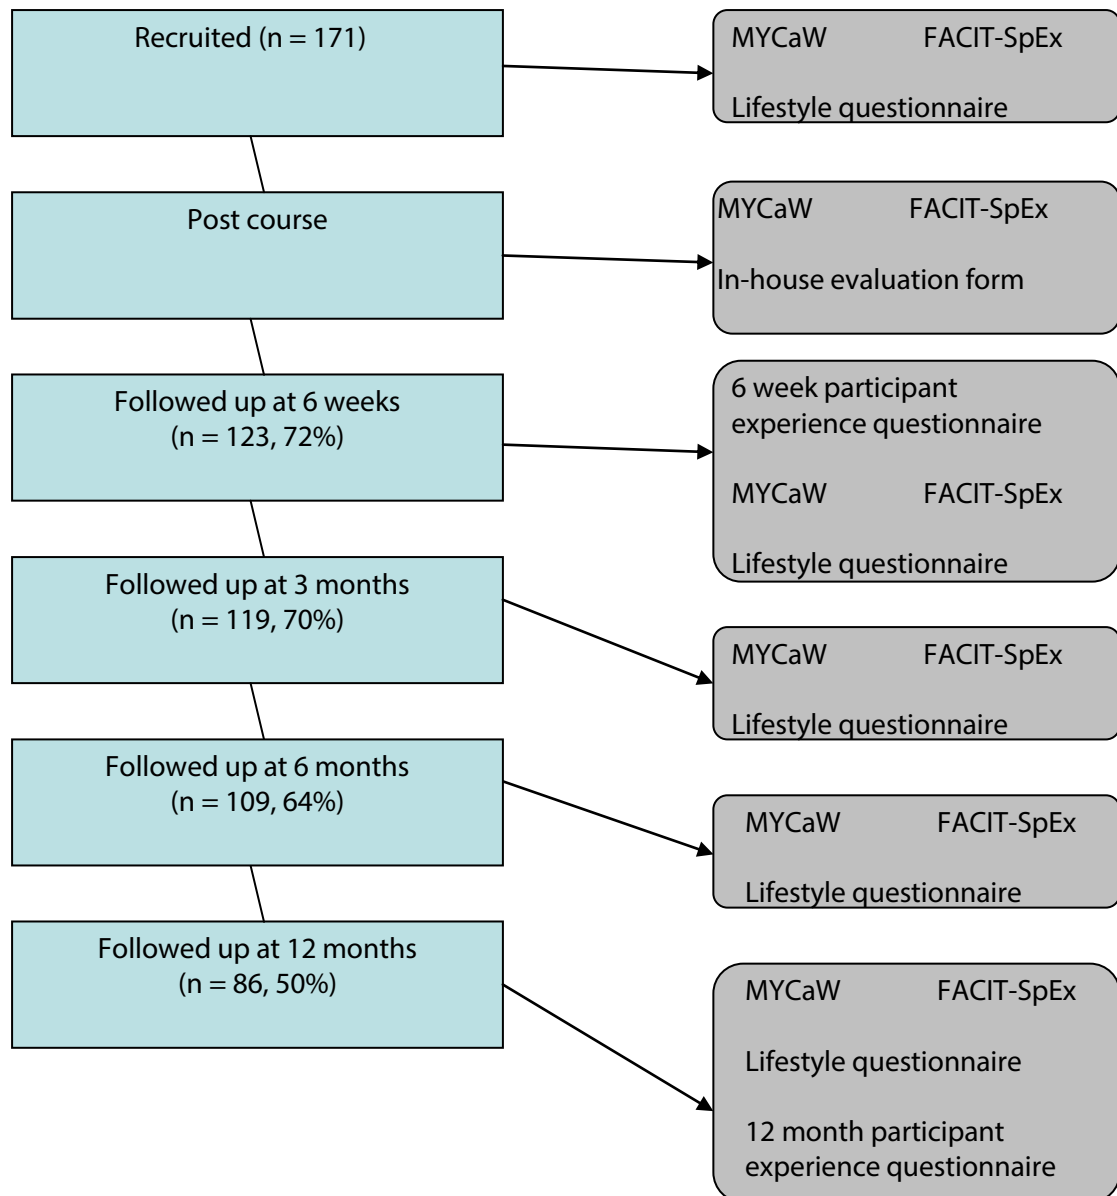 Recruited (n = 171)
MYCaW FACIT-SpEx
Lifestyle questionnaire
Post course
MYCaW FACIT-SpEx
In-house evaluation form
Followed up at 6 weeks
(n = 123, 72%)
6 week participant
experience questionnaire
MYCaW FACIT-SpEx
Lifestyle questionnaire
Followed up at 3 months
(n = 119, 70%)
MYCaW FACIT-SpEx
Lifestyle questionnaire
Followed up at 6 months
(n = 109, 64%)
MYCaW FACIT-SpEx
Lifestyle questionnaire
Followed up at 12 months
(n = 86, 50%)
MYCaW FACIT-SpEx
Lifestyle questionnaire
12 month participant
experience questionnaire